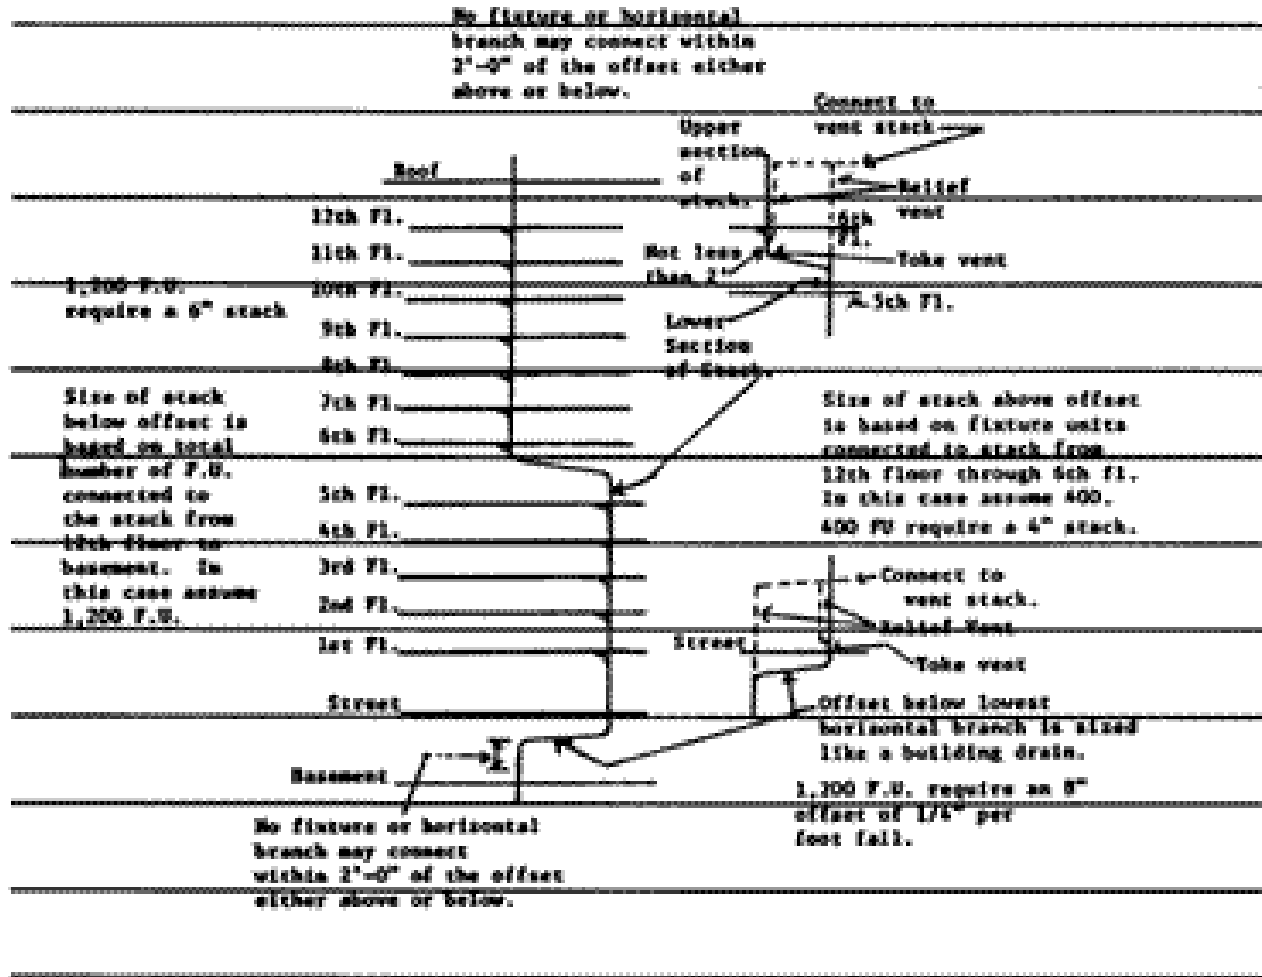 No fixture or horizontal
branch may connect within
2'-0" of the offset either
above or below.
Connect to
vent stack
Upper
section
of
stack.
Roof
Relief
vent
12th Fl.
6th
Fl.
11th Fl.
Not less
than 2'
Yoke vent
1,200 F.U.
require a 6" stack
10th Fl.
5th Fl.
9th Fl.
Lower
Section
of Stack.
8th Fl.
Size of stack
below offset is
based on total
number of F.U.
connected to
the stack from
12th floor to
basement. In
this case assume
1,200 F.U.
7th Fl.
6th Fl.
Size of stack above offset
is based on fixture units
connected to stack from
12th floor through 6th fl.
In this case assume 400.
400 FU require a 4" stack.
5th Fl.
4th Fl.
3rd Fl.
2nd Fl.
1st Fl.
Connect to
vent stack.
Relief Vent
Street
Yoke vent
Street
Offset below lowest
horizontal branch is sized
like a building drain.
Basement
1,200 F.U. require an 8"
offset of 1/4" per
foot fall.
No fixture or horizontal
branch may connect
within 2'-0" of the offset
either above or below.